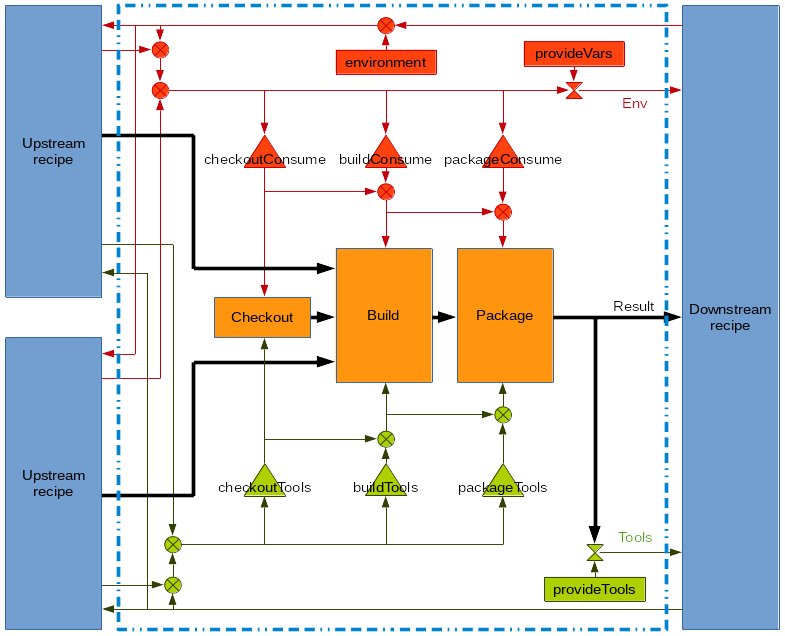 provideVars
environment
Env
Upstream
recipe
checkoutConsume
buildConsume
packageConsume
Checkout
Build
Package
Result
Downstream
recipe
Upstream
recipe
checkoutTools
buildTools
packageTools
Tools
provideTools